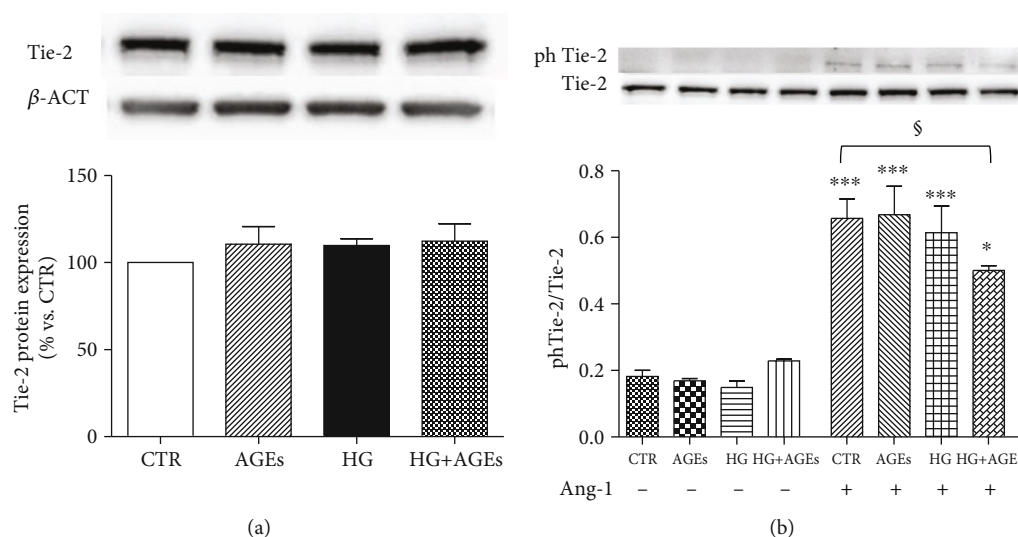 Tie-2
β-ACT
150
100
50
0
Tie-2 protein expression
(% vs. CTR)
CTR AGEs HG HG+AGEs
(a)
ph Tie-2
Tie-2
§
0.8
0.6
0.4
0.2
0.0
phTie-2/Tie-2
*** *** *** *
CTR AGEs HG HG+AGEs CTR AGEs HG HG+AGE
Ang-1 – – – – + + + +
(b)